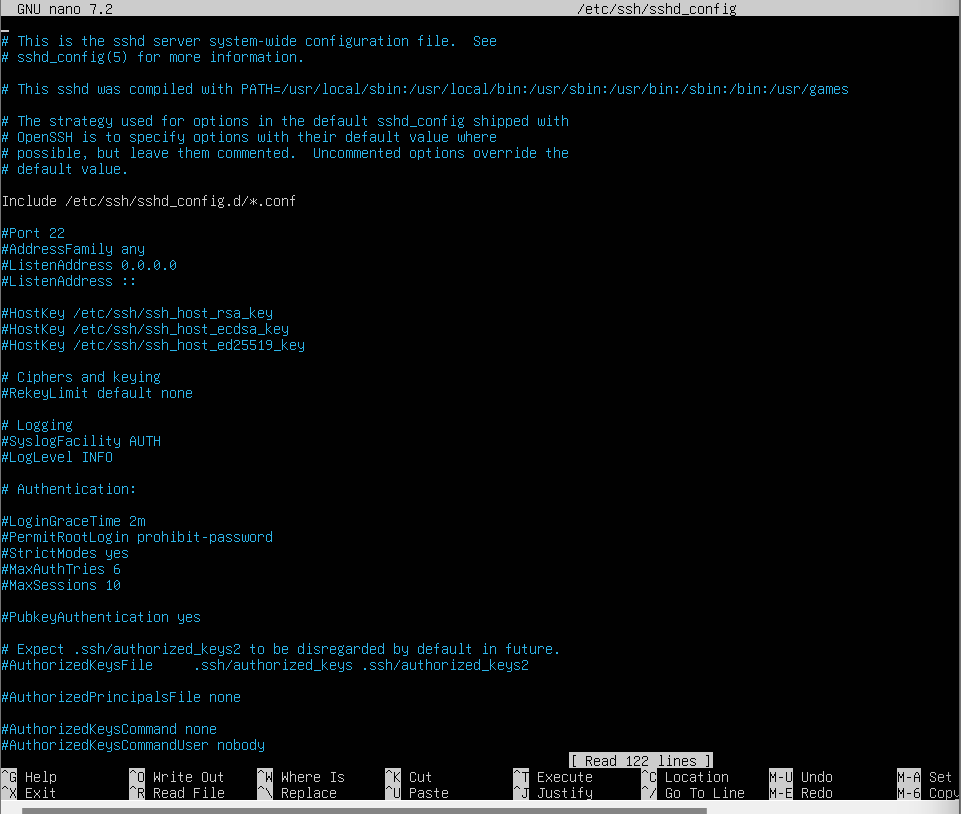 GNU nano 7.2 /etc/ssh/sshd_config
# This is the sshd server system-wide configuration file.  See
# sshd_config(5) for more information.
# This sshd was compiled with PATH=/usr/local/sbin:/usr/local/bin:/usr/sbin:/usr/bin:/sbin:/bin:/usr/games
# The strategy used for options in the default sshd_config shipped with
# OpenSSH is to specify options with their default value where
# possible, but leave them commented.  Uncommented options override the
# default value.
Include /etc/ssh/sshd_config.d/*.conf
#Port 22
#AddressFamily any
#ListenAddress 0.0.0.0
#ListenAddress ::
#HostKey /etc/ssh/ssh_host_rsa_key
#HostKey /etc/ssh/ssh_host_ecdsa_key
#HostKey /etc/ssh/ssh_host_ed25519_key
# Ciphers and keying
#RekeyLimit default none
# Logging
#SyslogFacility AUTH
#LogLevel INFO
# Authentication:
#LoginGraceTime 2m
#PermitRootLogin prohibit-password
#StrictModes yes
#MaxAuthTries 6
#MaxSessions 10
#PubkeyAuthentication yes
# Expect .ssh/authorized_keys2 to be disregarded by default in future.
#AuthorizedKeysFile     .ssh/authorized_keys .ssh/authorized_keys2
#AuthorizedPrincipalsFile none
#AuthorizedKeysCommand none
#AuthorizedKeysCommandUser nobody
[ Read 122 lines ]
^G Help ^O Write Out ^W Where Is ^K Cut ^T Execute ^C Location M-U Undo M-A Set
^X Exit ^R Read File ^\ Replace ^U Paste ^J Justify ^/ Go To Line M-E Redo M-6 Copy